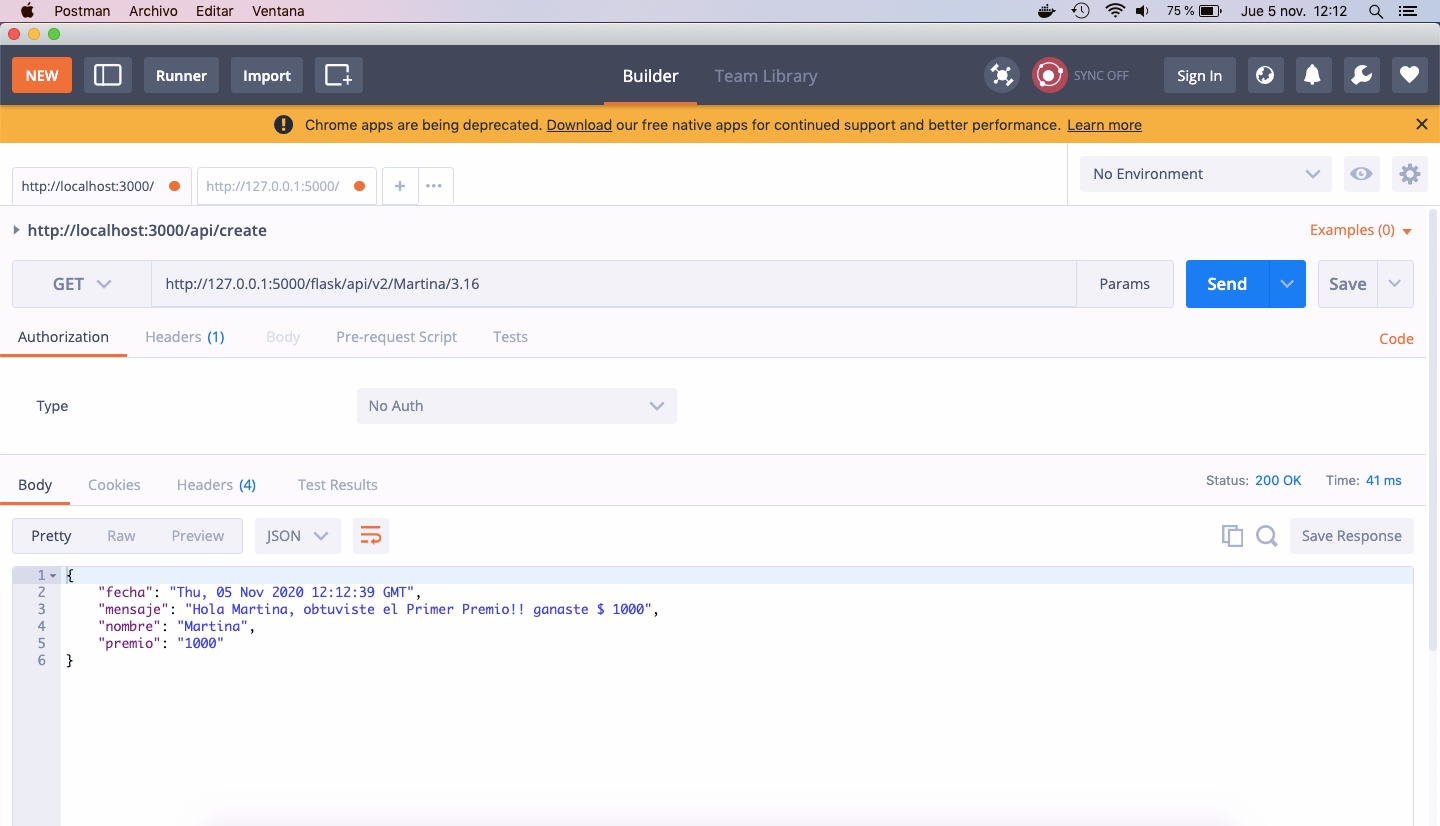 Postman Archivo Editar Ventana 75 % Jue 5 nov. 12:12
NEW Runner Import Builder Team Library SYNC OFF Sign In
Chrome apps are being deprecated. Download our free native apps for continued support and better performance. Learn more
http://localhost:3000/ http://127.0.0.1:5000/ + ••• No Environment
http://localhost:3000/api/create Examples (0)
GET http://127.0.0.1:5000/flask/api/v2/Martina/3.16 Params Send Save
Authorization Headers (1) Body Pre-request Script Tests Code
Type No Auth
Body Cookies Headers (4) Test Results Status: 200 OK Time: 41 ms
Pretty Raw Preview JSON Save Response
1 {
2 "fecha": "Thu, 05 Nov 2020 12:12:39 GMT",
3 "mensaje": "Hola Martina, obtuviste el Primer Premio!! ganaste $ 1000",
4 "nombre": "Martina",
5 "premio": "1000"
6 }